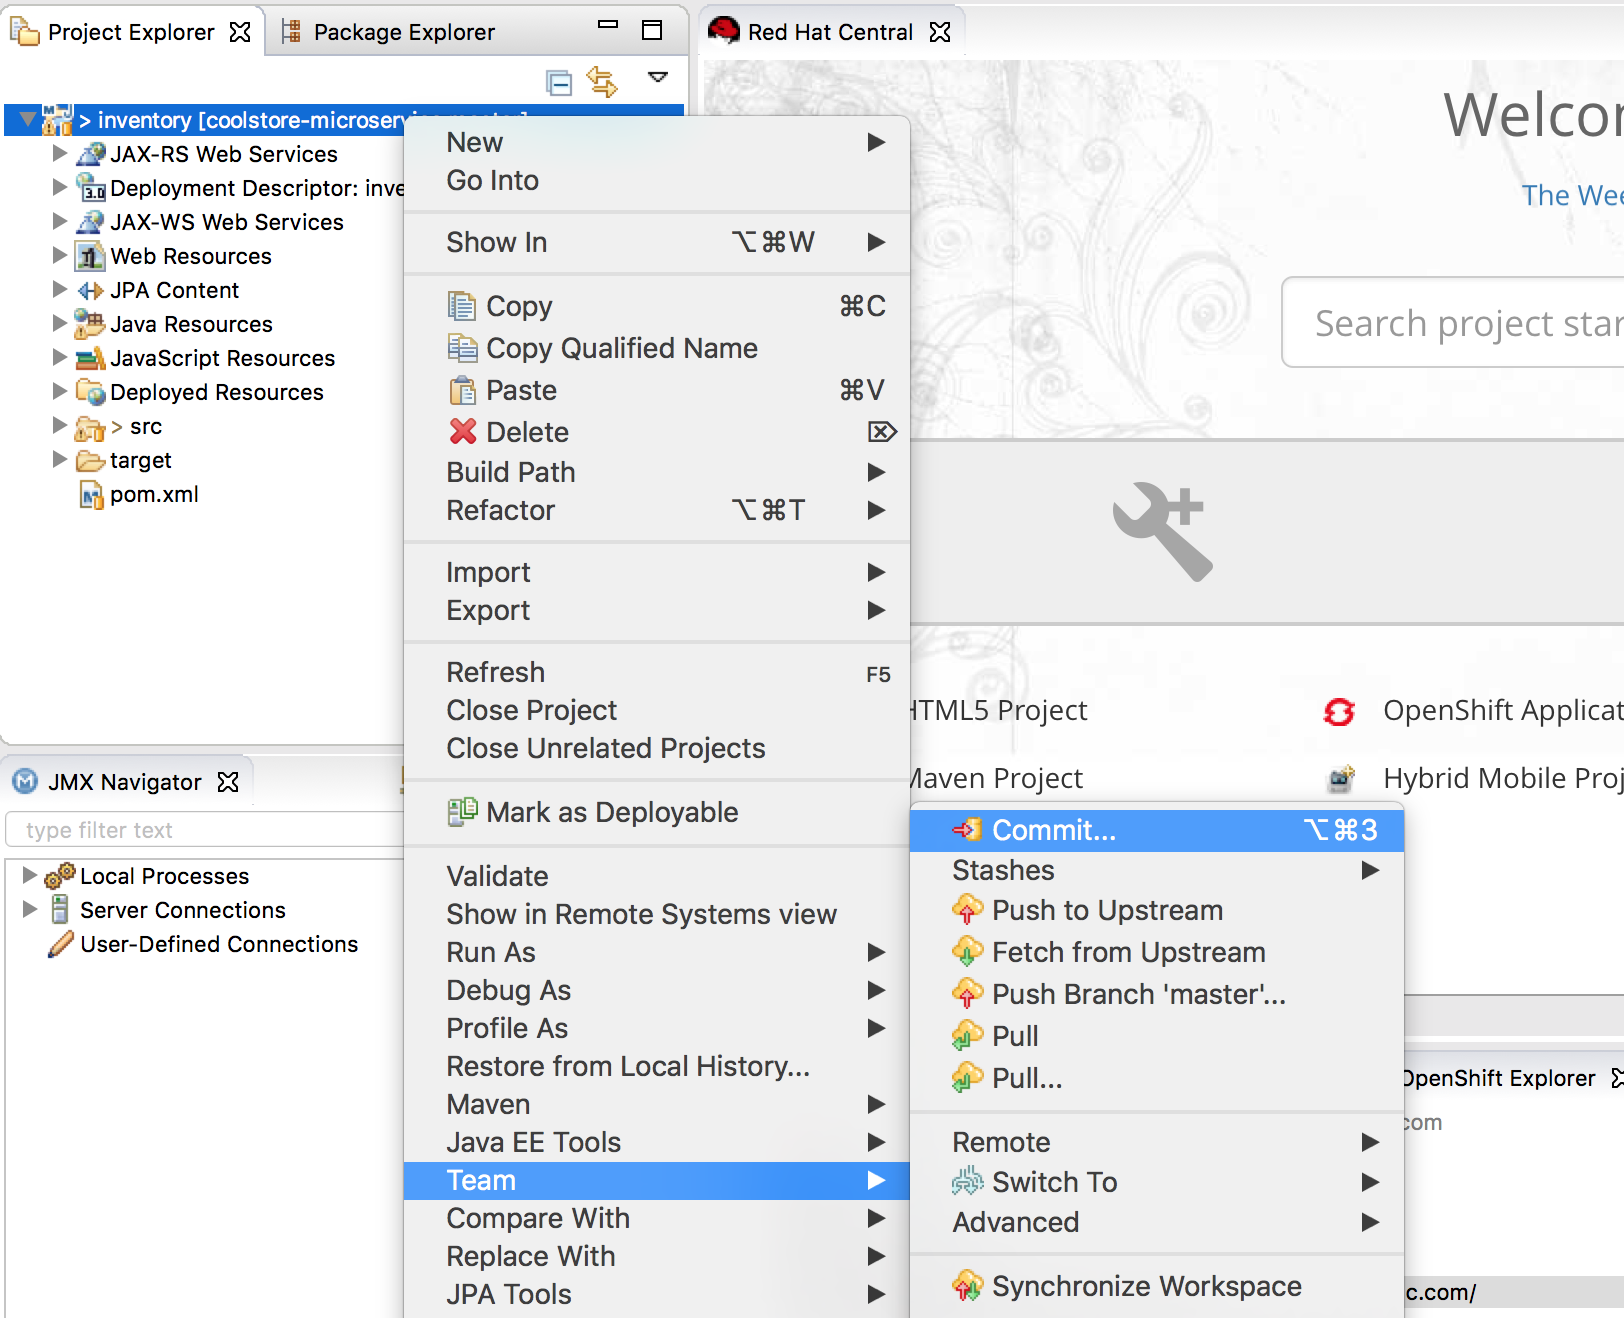 Project Explorer
Package Explorer
> inventory [coolstore-microservice master]
JAX-RS Web Services
Deployment Descriptor: inve
JAX-WS Web Services
Web Resources
JPA Content
Java Resources
JavaScript Resources
Deployed Resources
> src
target
pom.xml
JMX Navigator
type filter text
Local Processes
Server Connections
User-Defined Connections
New
Go Into
Show In ⌥⌘W
Copy ⌘C
Copy Qualified Name
Paste ⌘V
Delete ⌦
Build Path
Refactor ⌥⌘T
Import
Export
Refresh F5
Close Project
Close Unrelated Projects
Mark as Deployable
Validate
Show in Remote Systems view
Run As
Debug As
Profile As
Restore from Local History...
Maven
Java EE Tools
Team
Compare With
Replace With
JPA Tools
Commit... ⌥⌘3
Stashes
Push to Upstream
Fetch from Upstream
Push Branch 'master'...
Pull
Pull...
Remote
Switch To
Advanced
Synchronize Workspace
Red Hat Central
Welcom
The Wee
Search project star
HTML5 Project
OpenShift Applicat
Maven Project
Hybrid Mobile Proj
OpenShift Explorer
com
c.com/